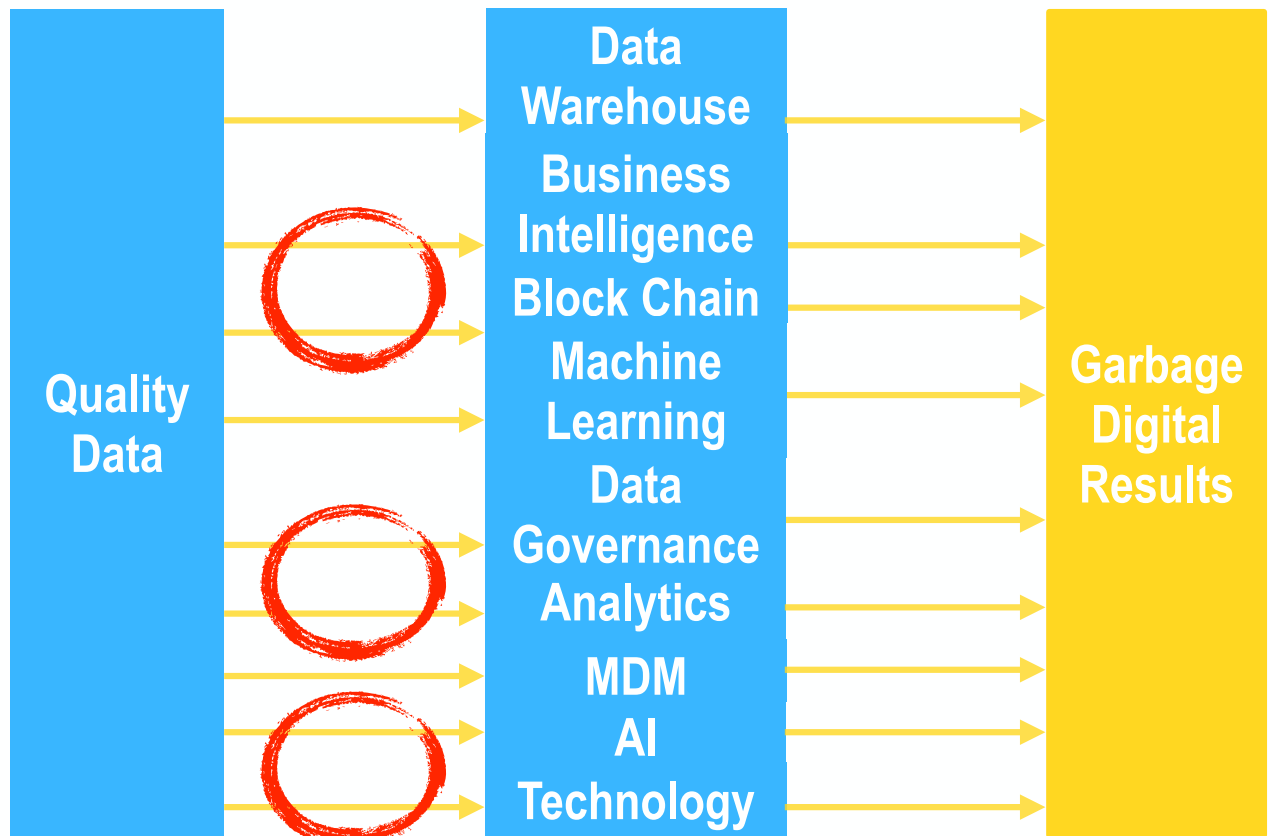 Quality
Data
Data
Warehouse
Business
Intelligence
Block Chain
Machine
Learning
Data
Governance
Analytics
MDM
AI
Technology
Garbage
Digital
Results